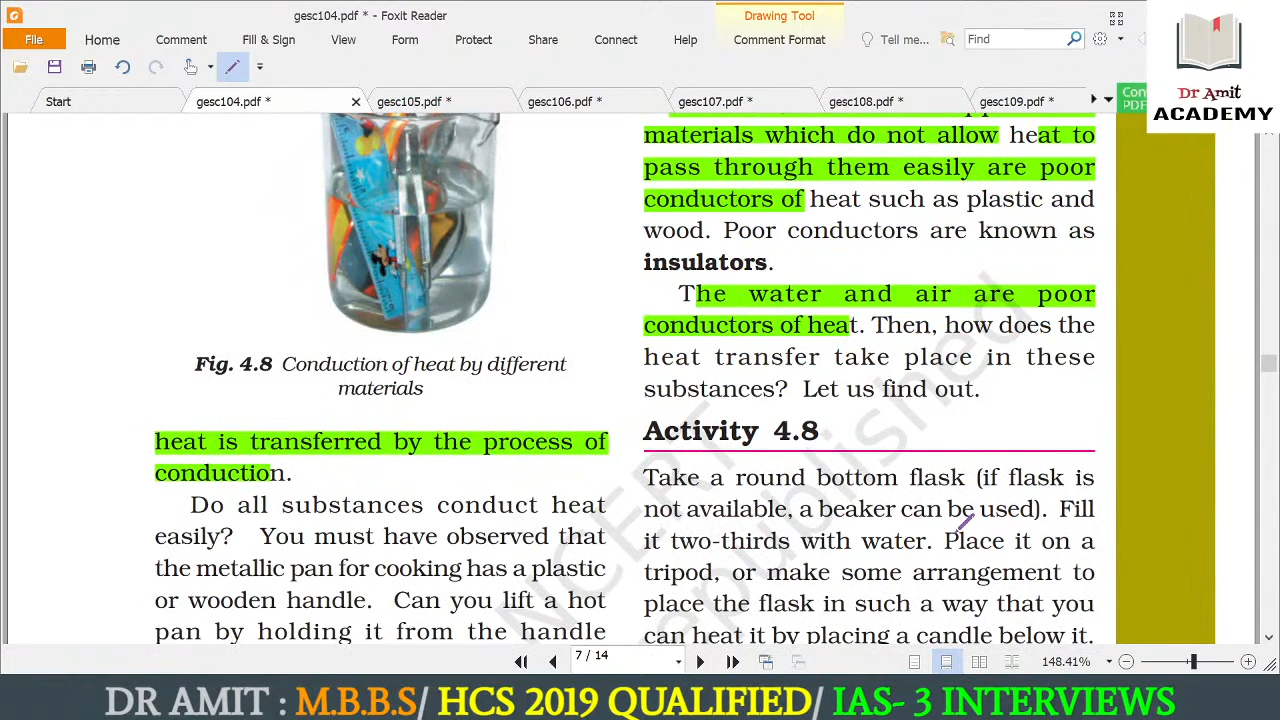 gesc104.pdf * - Foxit Reader
Drawing Tool
File
Home
Comment
Fill & Sign
View
Form
Protect
Share
Connect
Help
Comment Format
Tell me...
Find
Start
gesc104.pdf *
gesc105.pdf *
gesc106.pdf *
gesc107.pdf *
gesc108.pdf *
gesc109.pdf *
PDF
Dr Amit
ACADEMY
Fig. 4.8 Conduction of heat by different
materials
heat is transferred by the process of
conduction.
Do all substances conduct heat
easily? You must have observed that
the metallic pan for cooking has a plastic
or wooden handle. Can you lift a hot
pan by holding it from the handle
materials which do not allow heat to
pass through them easily are poor
conductors of heat such as plastic and
wood. Poor conductors are known as
insulators.
The water and air are poor
conductors of heat. Then, how does the
heat transfer take place in these
substances? Let us find out.
Activity 4.8
Take a round bottom flask (if flask is
not available, a beaker can be used). Fill
it two-thirds with water. Place it on a
tripod, or make some arrangement to
place the flask in such a way that you
can heat it by placing a candle below it.
NCERT
republished
7 / 14
148.41%
DR AMIT : M.B.B.S/ HCS 2019 QUALIFIED/ IAS- 3 INTERVIEWS